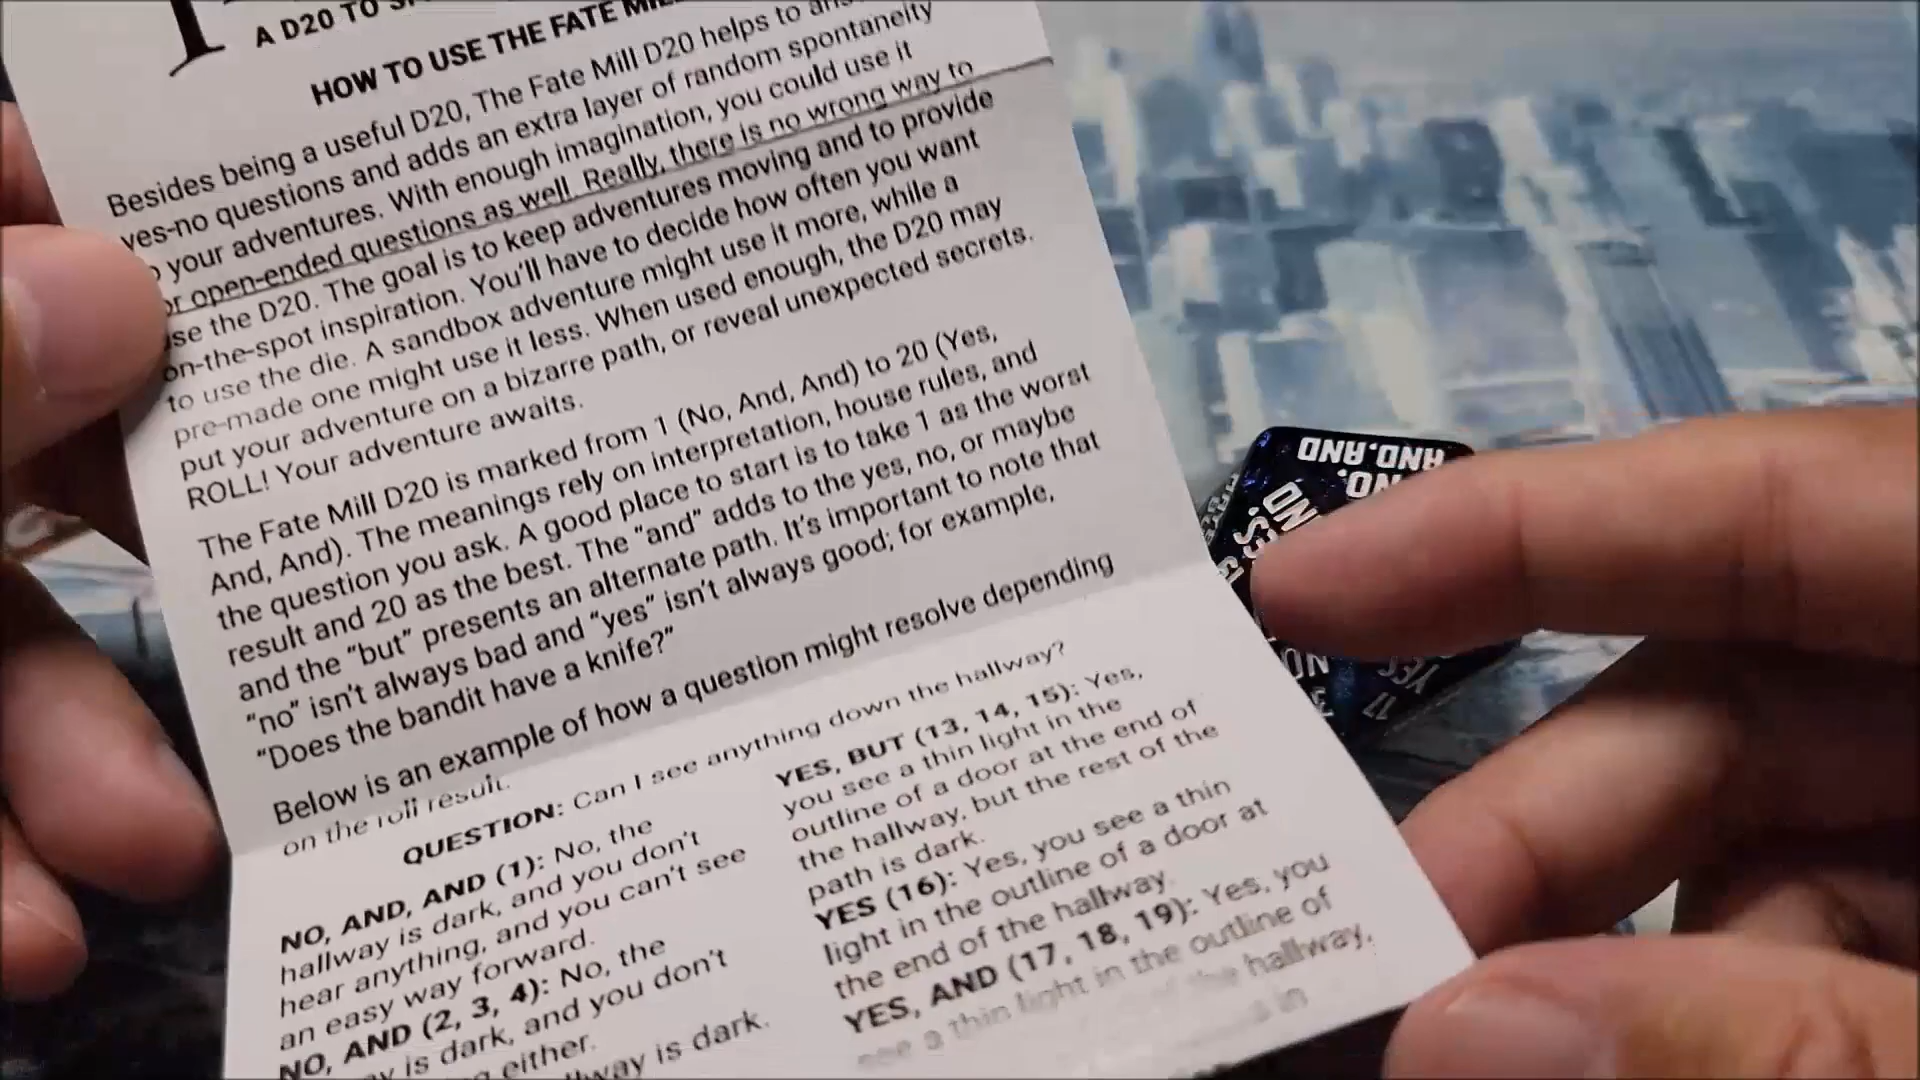 A D20 TO
HOW TO USE THE FATE MILL
Besides being a useful D20, The Fate Mill D20 helps to
yes-no questions and adds an extra layer of random spontaneity
your adventures. With enough imagination, you could use it
or open-ended questions as well. Really, there is no wrong way to
use the D20. The goal is to keep adventures moving and to provide
on-the-spot inspiration. You'll have to decide how often you want
to use the die. A sandbox adventure might use it more, while a
pre-made one might use it less. When used enough, the D20 may
put your adventure on a bizarre path, or reveal unexpected secrets.
ROLL! Your adventure awaits.
The Fate Mill D20 is marked from 1 (No, And, And) to 20 (Yes,
And, And). The meanings rely on interpretation, house rules, and
the question you ask. A good place to start is to take 1 as the worst
result and 20 as the best. The "and" adds to the yes, no, or maybe
and the "but" presents an alternate path. It's important to note that
"no" isn't always bad and "yes" isn't always good; for example,
"Does the bandit have a knife?"
Below is an example of how a question might resolve depending
on the roll result.
QUESTION: Can I see anything down the hallway?
NO, AND, AND (1): No, the
hallway is dark, and you don't
hear anything, and you can't see
an easy way forward.
NO, AND (2, 3, 4): No, the
is dark, and you don't
either.
is dark.
YES, BUT (13, 14, 15): Yes,
you see a thin light in the
outline of a door at the end of
the hallway, but the rest of the
path is dark.
YES (16): Yes, you see a thin
light in the outline of a door at
the end of the hallway.
YES, AND (17, 18, 19): Yes, you
see a thin light in the outline of
of the hallway,
in
NO,
AND, AND
YES
17